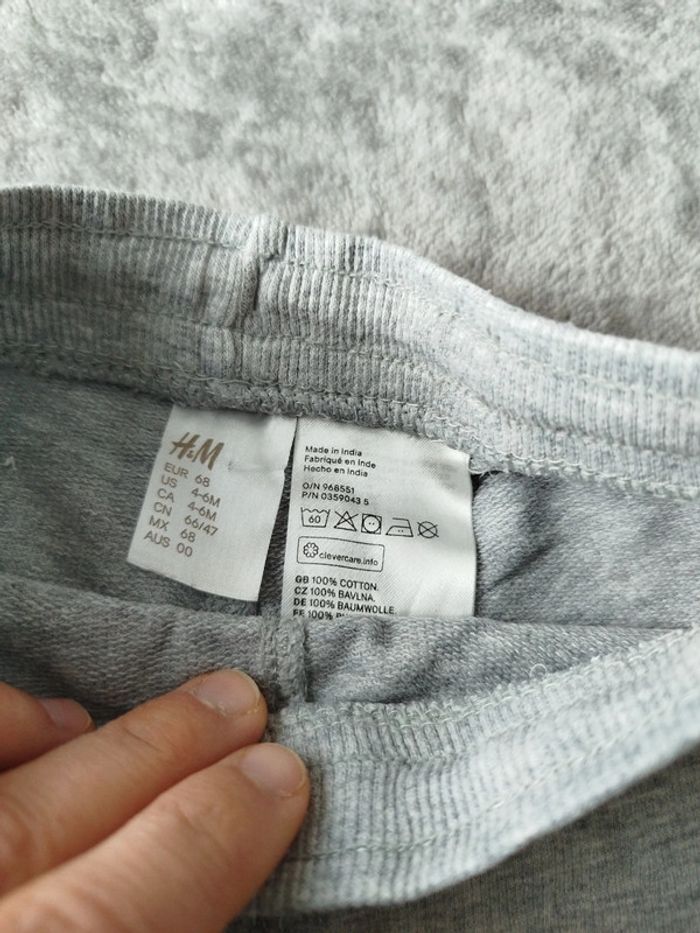 H&M
EUR 68
US 4-6M
CA 4-6M
CN 66/47
MX 68
AUS 00
Made in India
Fabriqué en Inde
Hecho en India
O/N 968551
P/N 0359043 5
60
clevercare.info
GB 100% COTTON.
CZ 100% BAVLNA.
DE 100% BAUMWOLLE.
100%